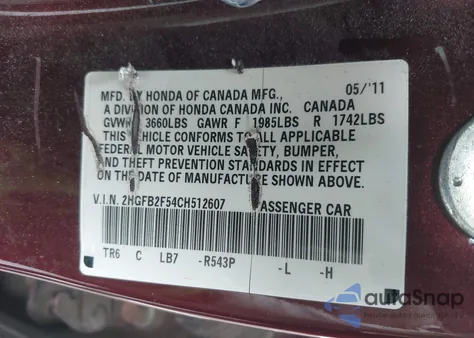 MFD. BY HONDA OF CANADA MFG., 05/'11
A DIVISION OF HONDA CANADA INC. CANADA
GVWR 3660LBS GAWR F 1985LBS R 1742LBS
THIS VEHICLE CONFORMS TO ALL APPLICABLE
FEDERAL MOTOR VEHICLE SAFETY, BUMPER,
AND THEFT PREVENTION STANDARDS IN EFFECT
ON THE DATE OF MANUFACTURE SHOWN ABOVE.
V.I.N. 2HGFB2F54CH512607 PASSENGER CAR
TR6 C LB7 -R543P -L -H
autoSnap